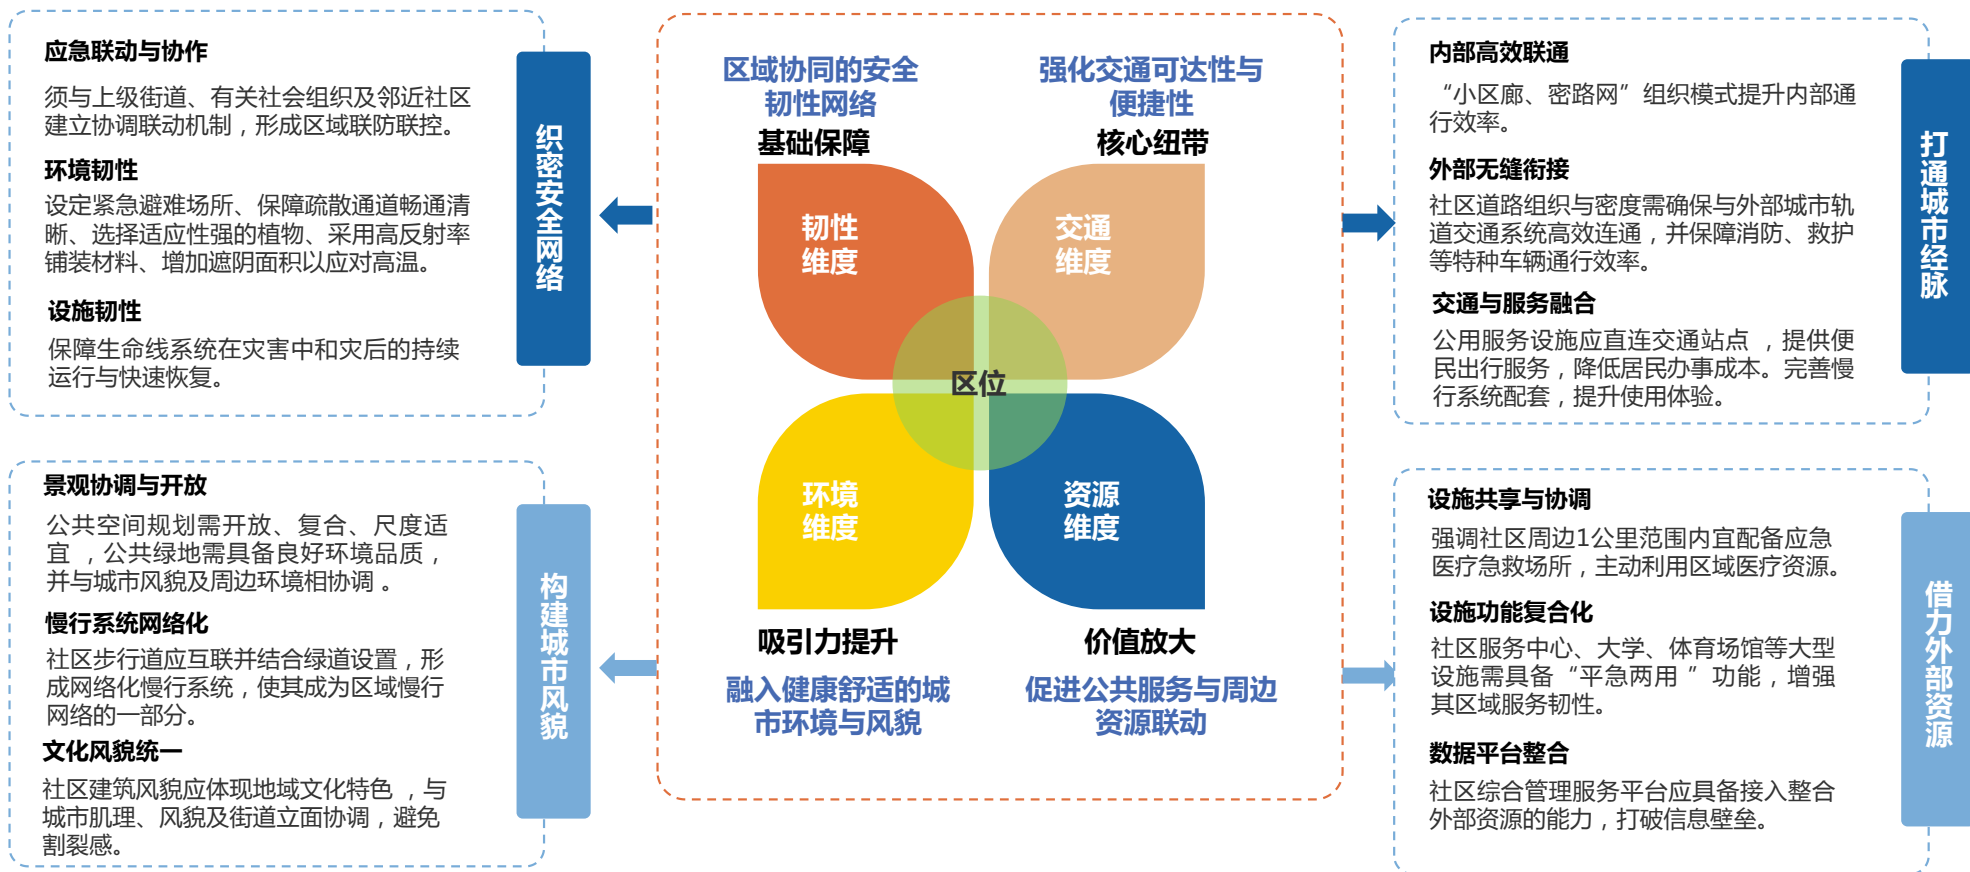 应急联动与协作
须与上级街道、有关社会组织及邻近社区
建立协调联动机制，形成区域联防联控。
环境韧性
设定紧急避难场所、保障疏散通道畅通清
晰、选择适应性强的植物、采用高反射率
铺装材料、增加遮阴面积以应对高温。
设施韧性
保障生命线系统在灾害中和灾后的持续
运行与快速恢复。
织密安全网络
景观协调与开放
公共空间规划需开放、复合、尺度适
宜 ，公共绿地需具备良好环境品质，
并与城市风貌及周边环境相协调 。
慢行系统网络化
社区步行道应互联并结合绿道设置，形
成网络化慢行系统，使其成为区域慢行
网络的一部分。
文化风貌统一
社区建筑风貌应体现地域文化特色 ，与
城市肌理、风貌及街道立面协调，避免
割裂感。
构建城市风貌
区域协同的安全
韧性网络
基础保障
强化交通可达性与
便捷性
核心纽带
韧性
维度
交通
维度
区位
环境
维度
资源
维度
吸引力提升
融入健康舒适的城
市环境与风貌
价值放大
促进公共服务与周边
资源联动
内部高效联通
“小区廊、密路网”组织模式提升内部通
行效率。
外部无缝衔接
社区道路组织与密度需确保与外部城市轨
道交通系统高效连通，并保障消防、救护
等特种车辆通行效率。
交通与服务融合
公用服务设施应直连交通站点 ，提供便
民出行服务，降低居民办事成本。完善慢
行系统配套，提升使用体验。
打通城市经脉
设施共享与协调
强调社区周边1公里范围内宜配备应急
医疗急救场所，主动利用区域医疗资源。
设施功能复合化
社区服务中心、大学、体育场馆等大型
设施需具备“平急两用 ”功能，增强
其区域服务韧性。
数据平台整合
社区综合管理服务平台应具备接入整合
外部资源的能力，打破信息壁垒。
借力外部资源